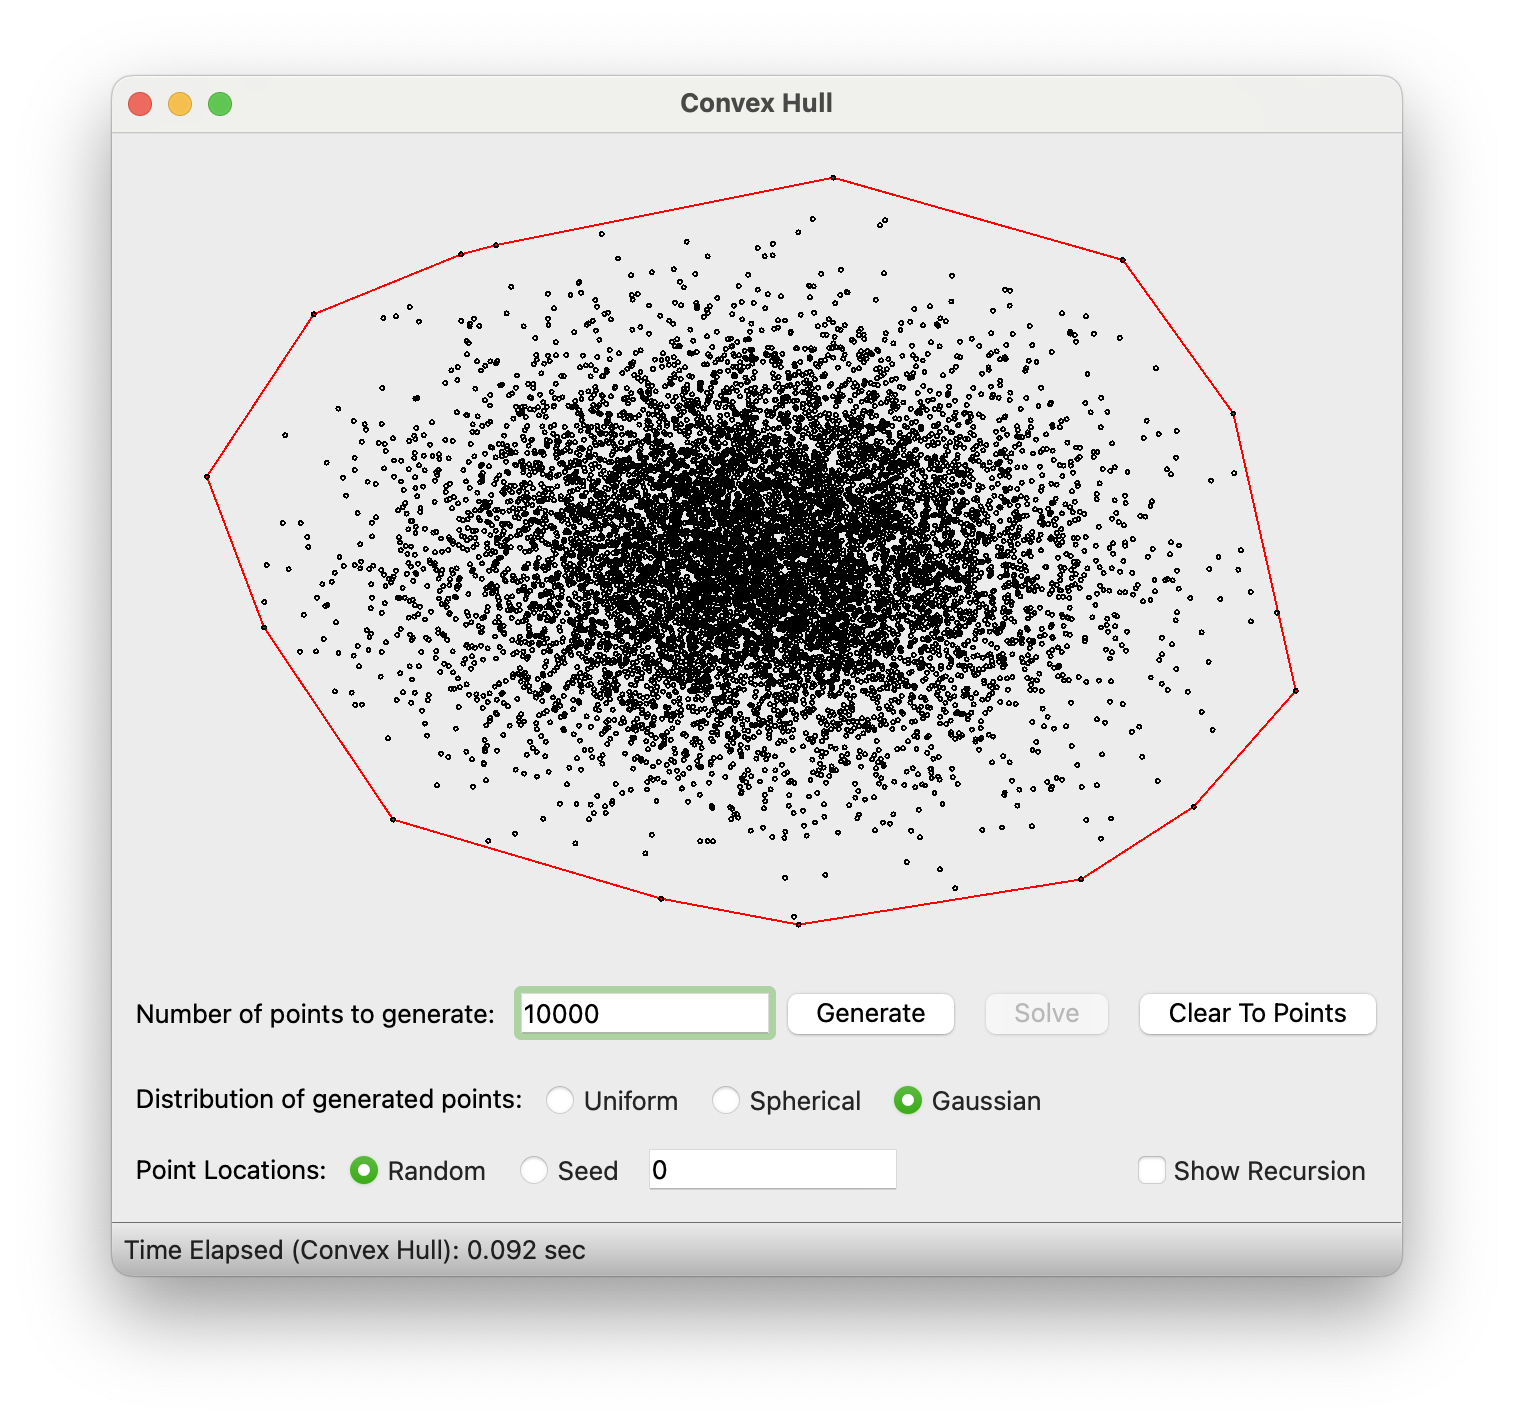 Convex Hull
Number of points to generate: 10000 Generate Solve Clear To Points
Distribution of generated points: Uniform Spherical Gaussian
Point Locations: Random Seed 0 Show Recursion
Time Elapsed (Convex Hull): 0.092 sec